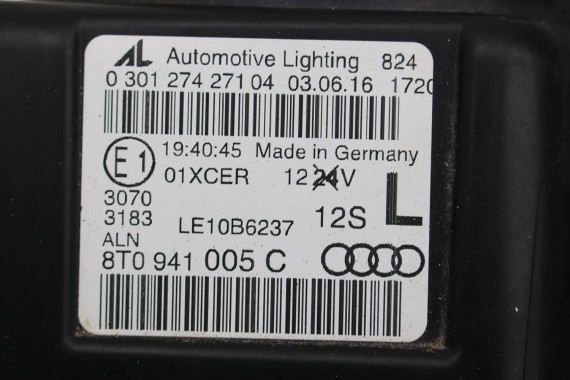 AL Automotive Lighting 824
0 301 274 271 04 03.06.16 1720
E1 19:40:45 Made in Germany
01XCER 12 24 V
3070
3183 LE10B6237 12S L
ALN
8T0 941 005 C